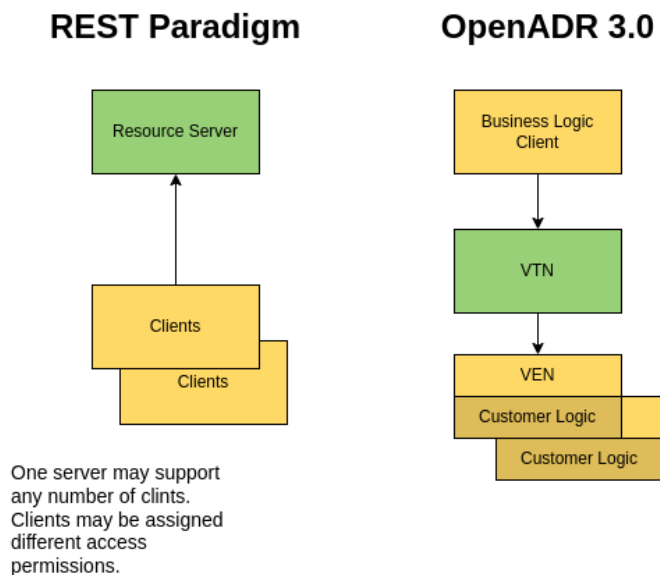 REST Paradigm
OpenADR 3.0
Resource Server
Clients
Clients
One server may support
any number of clints.
Clients may be assigned
different access
permissions.
Business Logic
Client
VTN
VEN
Customer Logic
Customer Logic